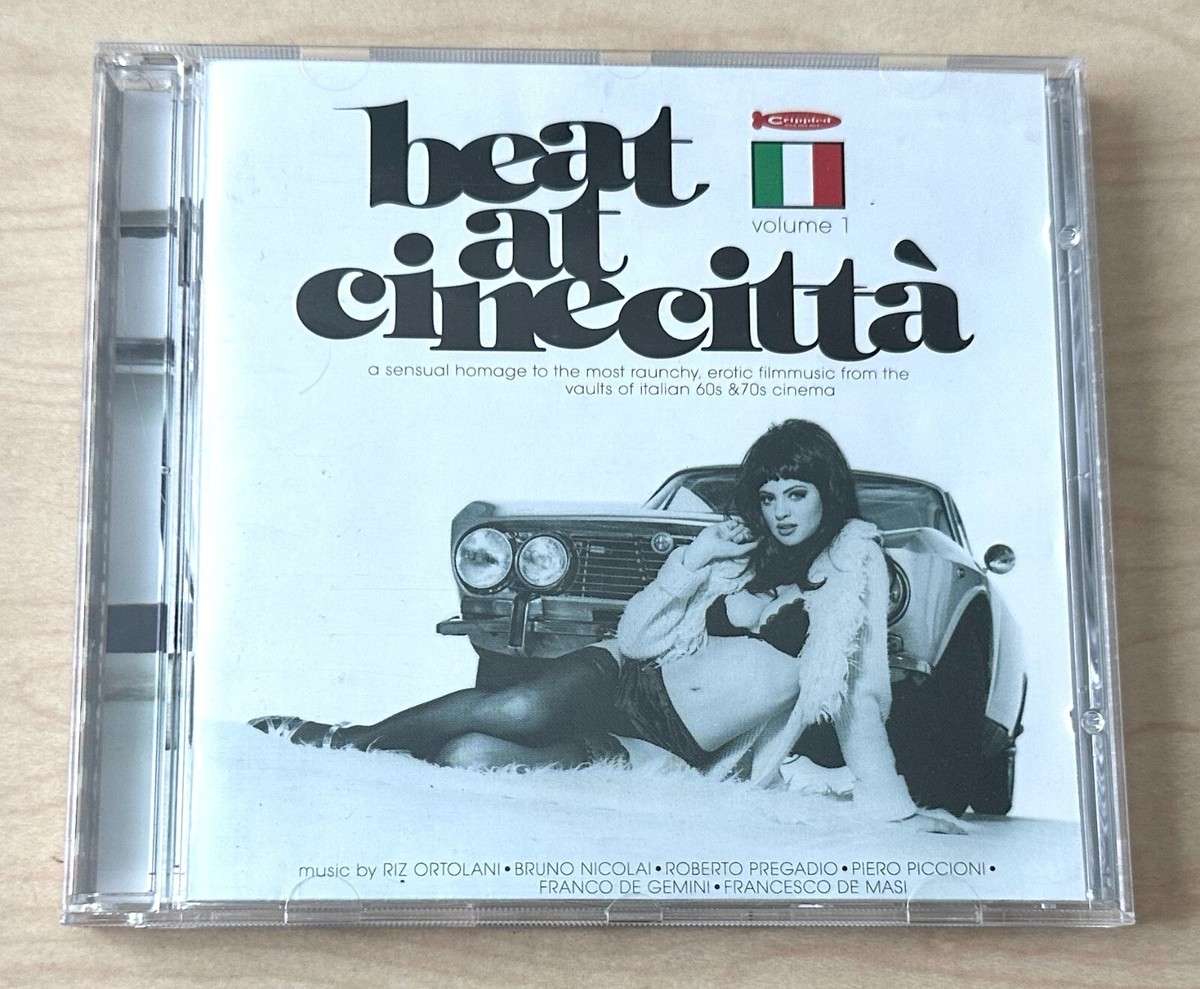 beat
at
cinecittà
Crippled
volume 1
a sensual homage to the most raunchy, erotic filmmusic from the
vaults of italian 60s &70s cinema
music by RIZ ORTOLANI • BRUNO NICOLAI • ROBERTO PREGADIO • PIERO PICCIONI •
FRANCO DE GEMINI • FRANCESCO DE MASI